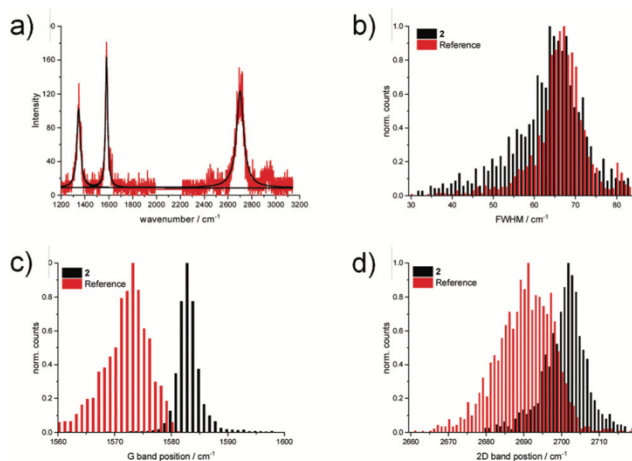 a)
160
120
80
40
0
Intensity
1200 1400 1600 1800 2000 2200 2400 2600 2800 3000 3200
wavenumber / cm⁻¹
b)
2
Reference
1.0
0.8
0.6
0.4
0.2
0.0
norm. counts
30 40 50 60 70 80
FWHM / cm⁻¹
c)
2
Reference
1.0
0.8
0.6
0.4
0.2
0.0
norm. counts
1560 1570 1580 1590 1600
G band position / cm⁻¹
d)
2
Reference
1.0
0.8
0.6
0.4
0.2
0.0
norm. counts
2660 2670 2680 2690 2700 2710
2D band postion / cm⁻¹